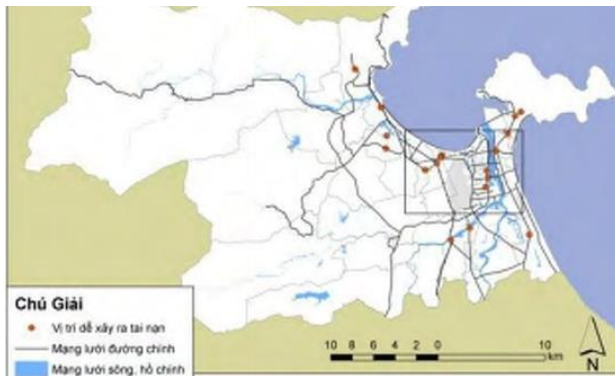 Chú Giải
Vị trí dễ xảy ra tai nạn
Mạng lưới đường chính
Mạng lưới sông, hồ chính
10 8 6 4 2 0 10
km
N